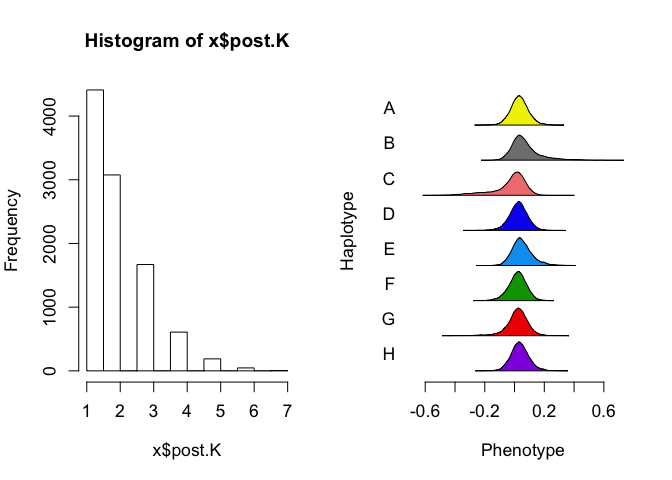 Histogram of x$post.K
Frequency
0
1000
2000
3000
4000
1 2 3 4 5 6 7
x$post.K
Haplotype
A
B
C
D
E
F
G
H
-0.6 -0.2 0.2 0.6
Phenotype